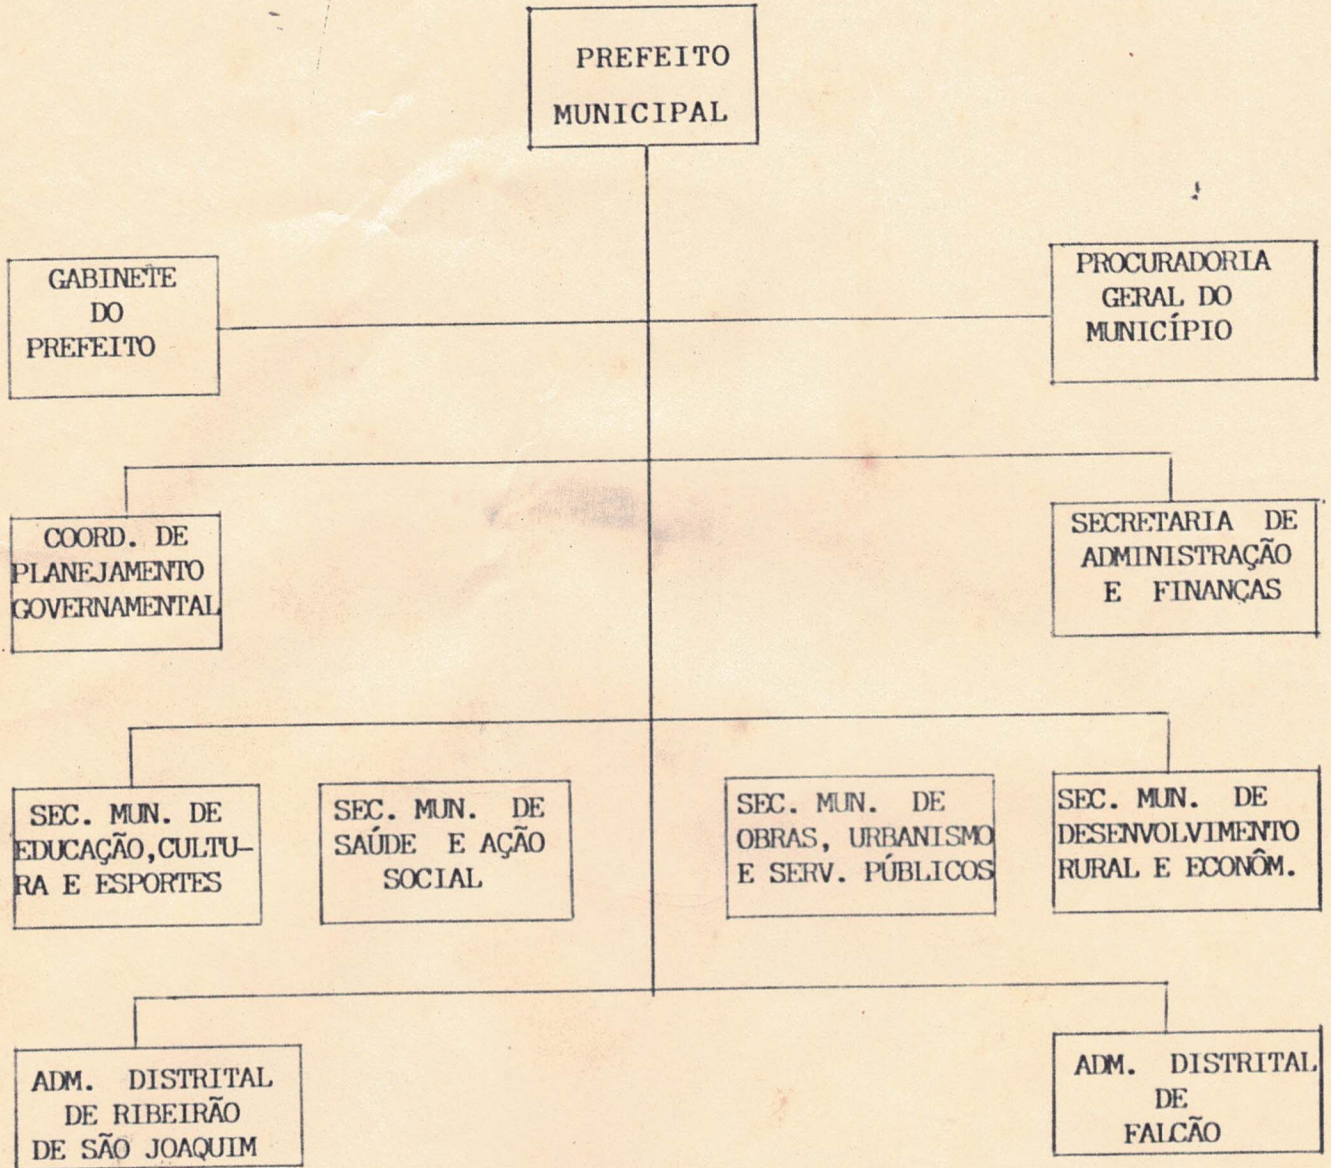 PREFEITO
MUNICIPAL
GABINETE
DO
PREFEITO
PROCURADORIA
GERAL DO
MUNICÍPIO
COORD. DE
PLANEJAMENTO
GOVERNAMENTAL
SECRETARIA DE
ADMINISTRAÇÃO
E FINANÇAS
SEC. MUN. DE
EDUCAÇÃO,CULTU-
RA E ESPORTES
SEC. MUN. DE
SAÚDE E AÇÃO
SOCIAL
SEC. MUN. DE
OBRAS, URBANISMO
E SERV. PÚBLICOS
SEC. MUN. DE
DESENVOLVIMENTO
RURAL E ECONÔM.
ADM. DISTRITAL
DE RIBEIRÃO
DE SÃO JOAQUIM
ADM. DISTRITAL
DE
FALCÃO